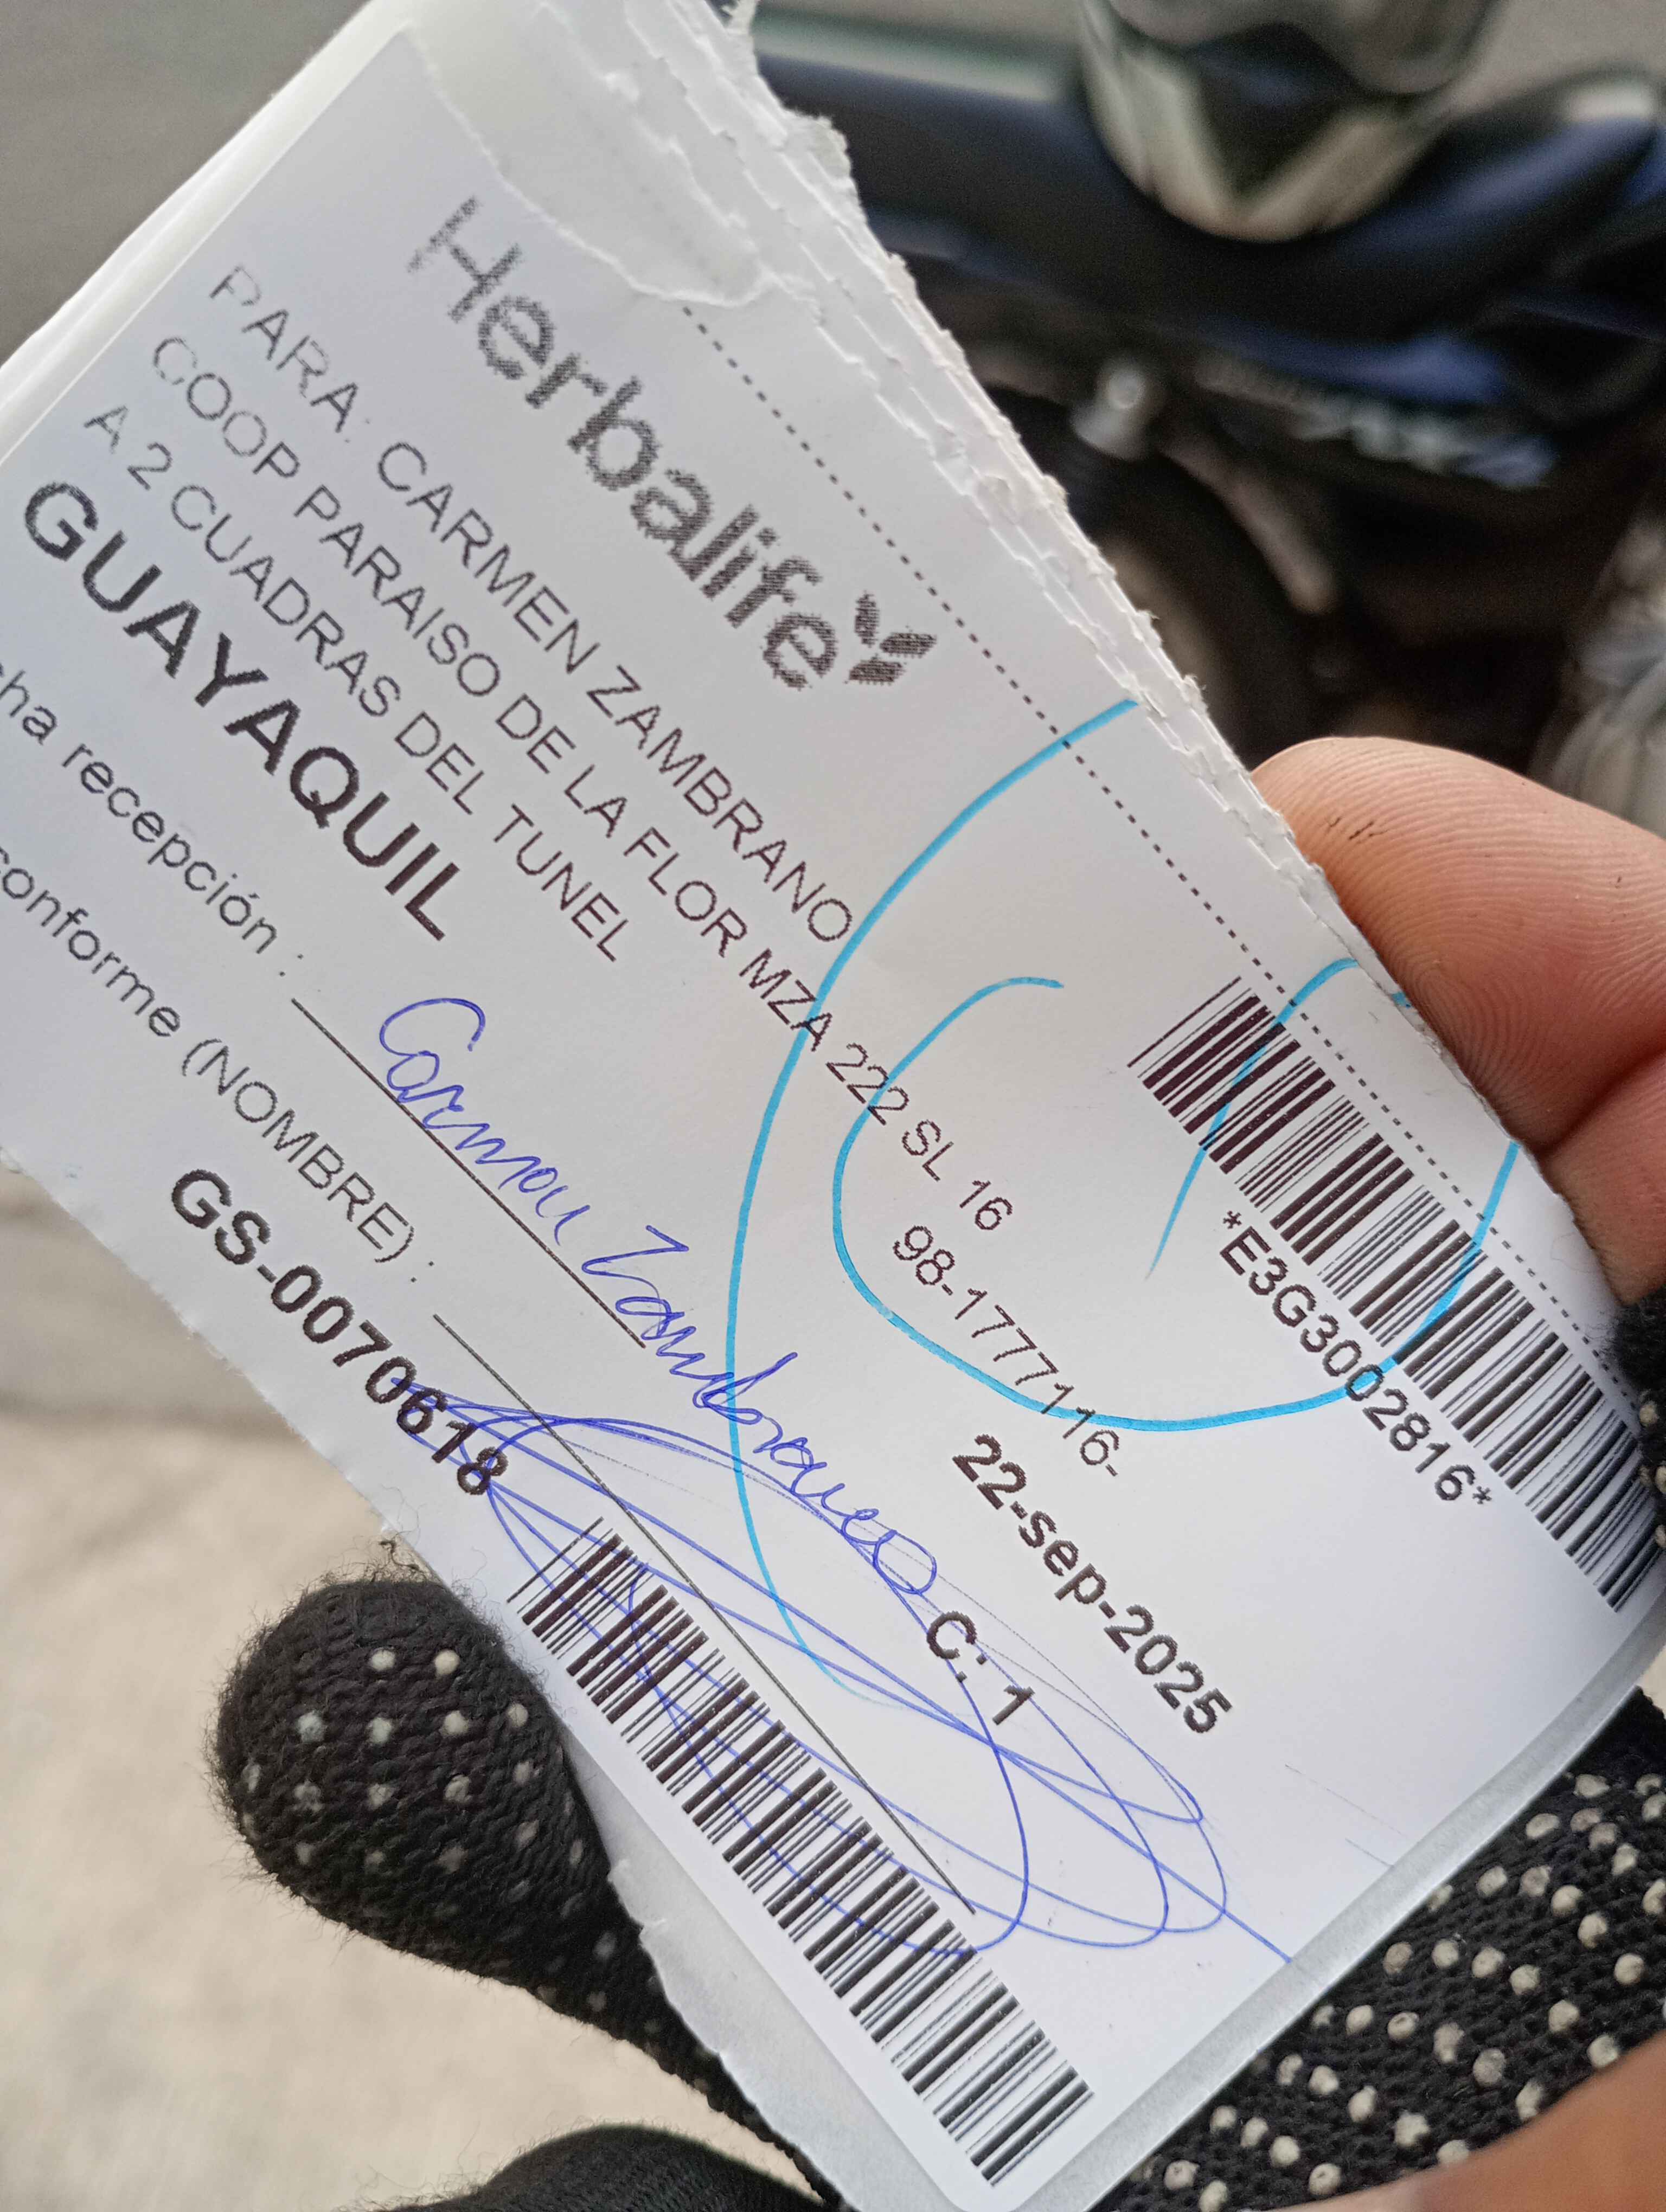 Herbalife
*E3G3002816*
PARA: CARMEN ZAMBRANO
COOP PARAISO DE LA FLOR MZA 222 SL 16
A 2 CUADRAS DEL TUNEL
98-1777116-
GUAYAQUIL
22-sep-2025
cha recepción :
Carmen Zambrano
conforme (NOMBRE) :
C: 1
GS-0070618